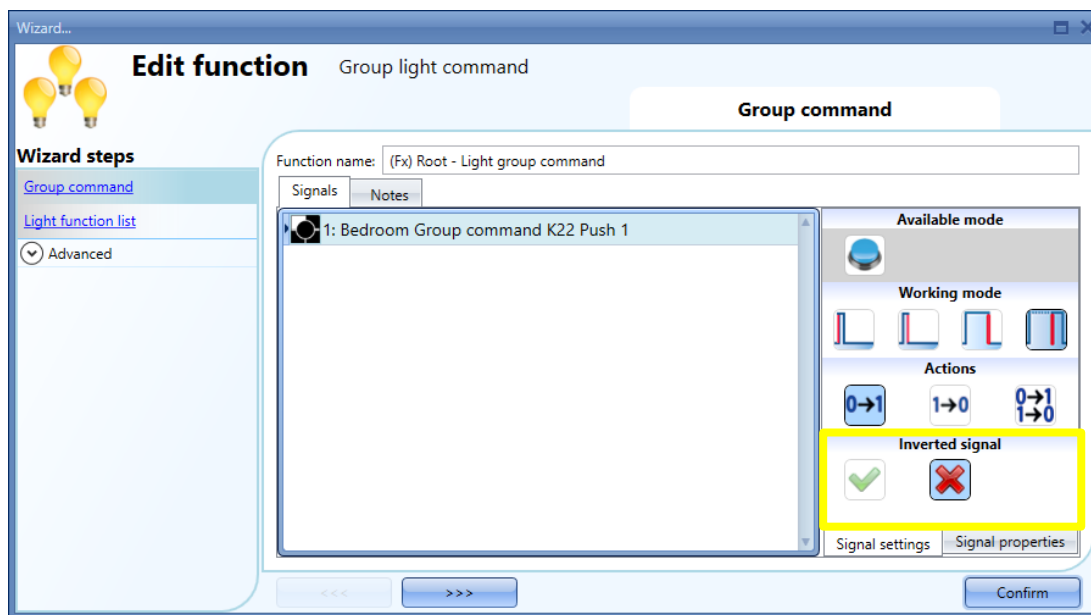 Wizard...
Edit function Group light command
Group command
Wizard steps
Group command
Light function list
Advanced
Function name: (Fx) Root - Light group command
Signals Notes
1: Bedroom Group command K22 Push 1
Available mode
Working mode
Actions
0→1 1→0 0→1
1→0
Inverted signal
Signal settings Signal properties
<<< >>> Confirm